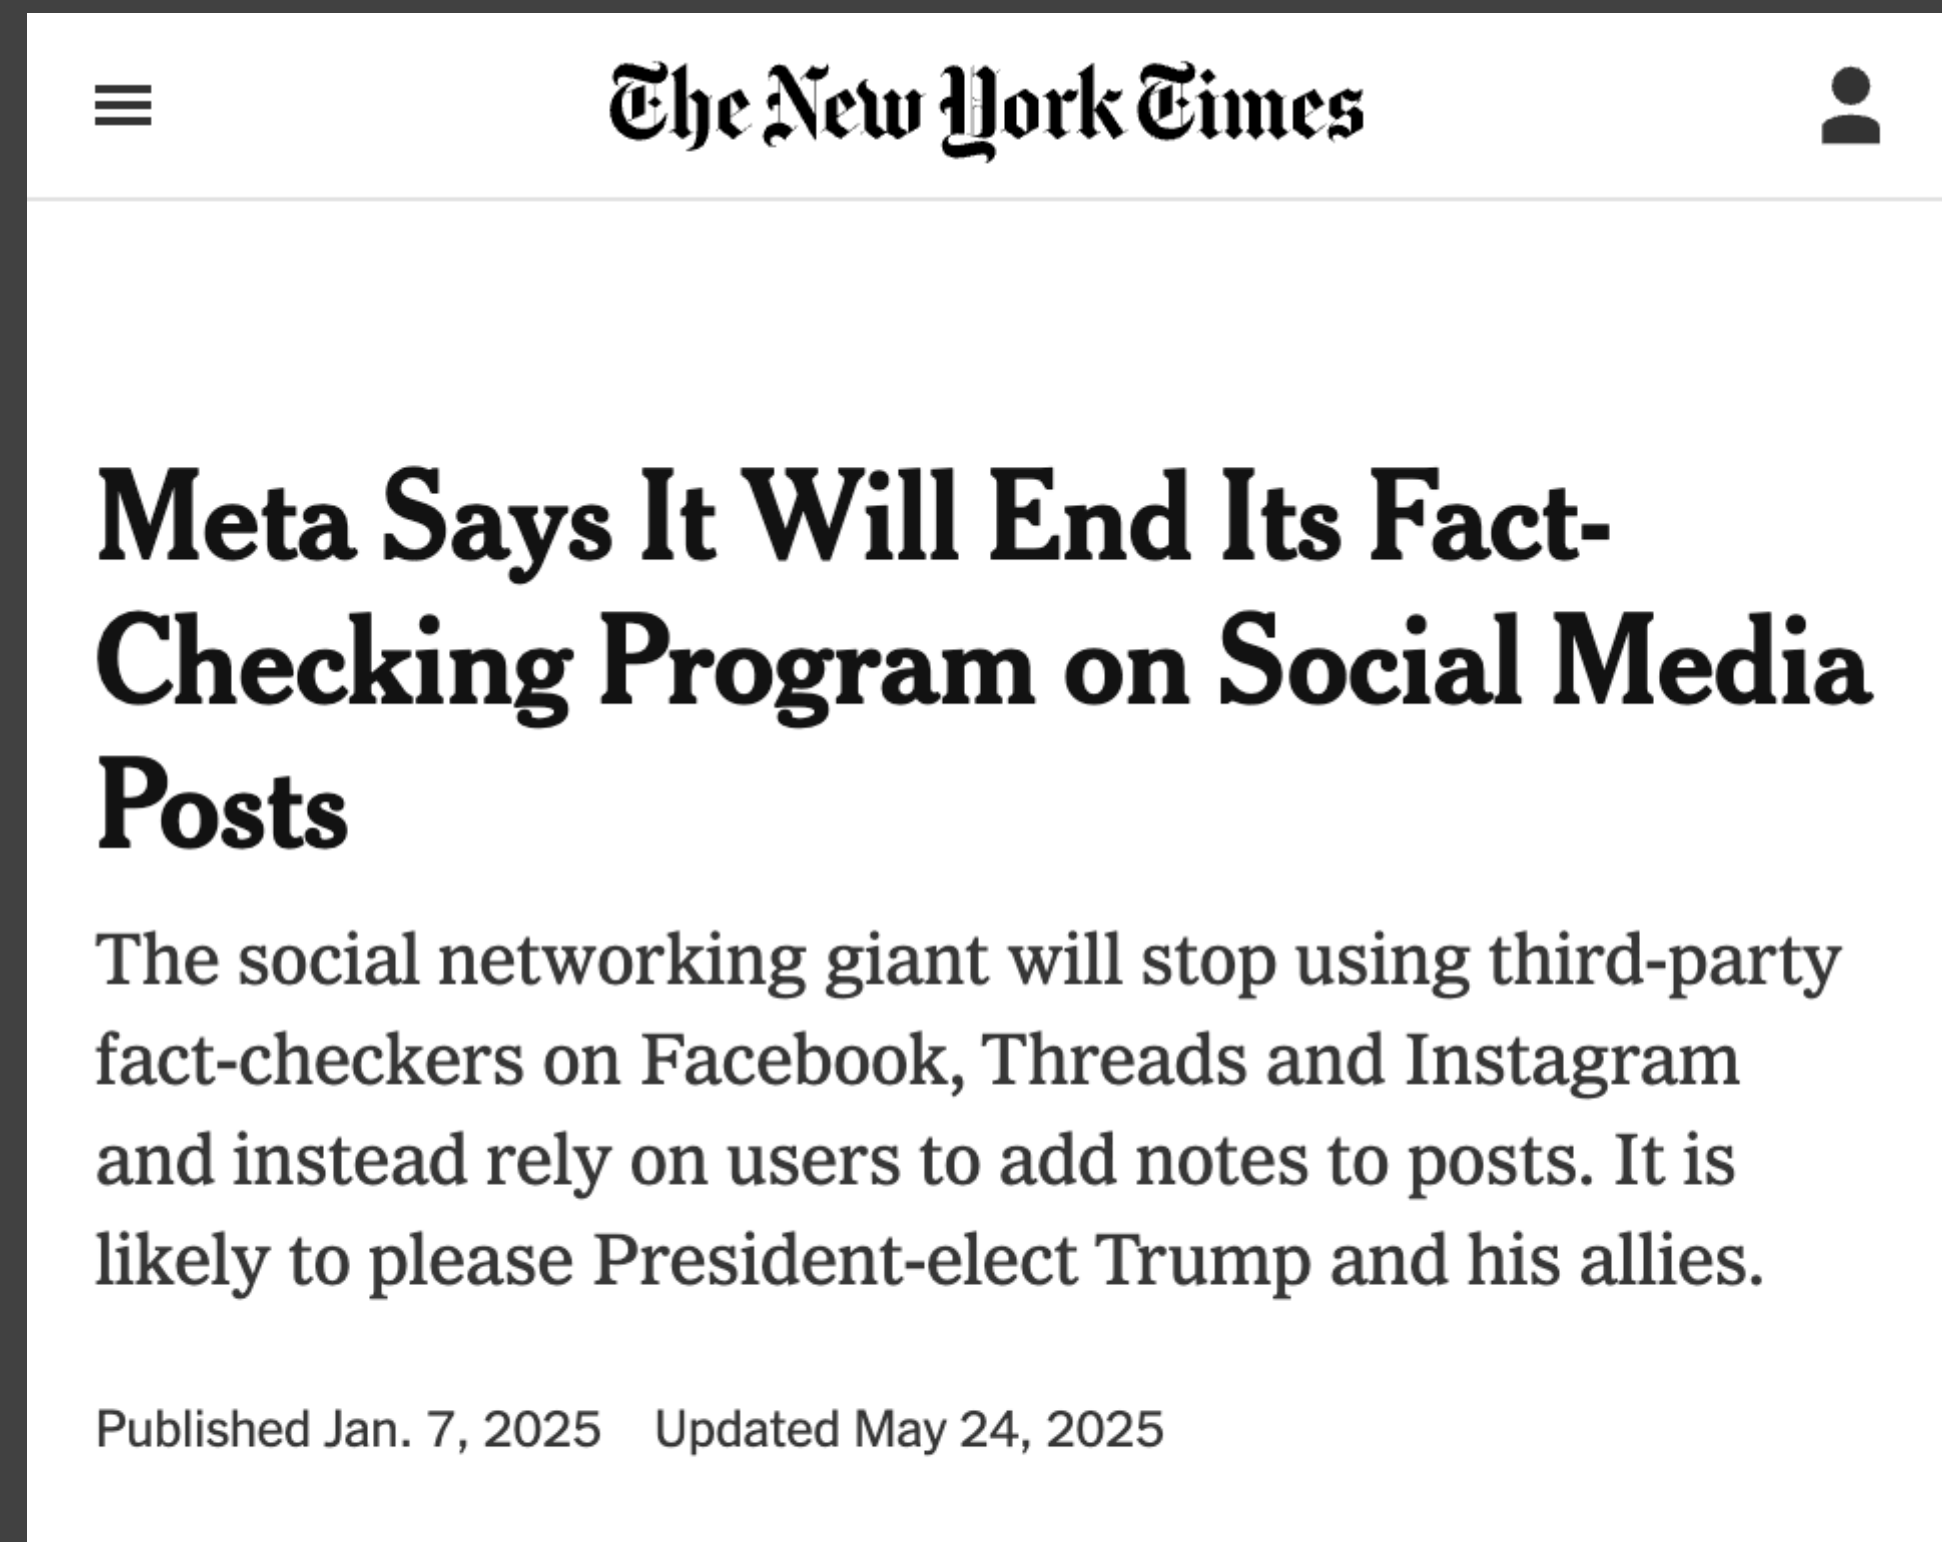 The New York Times
Meta Says It Will End Its Fact-
Checking Program on Social Media
Posts
The social networking giant will stop using third-party
fact-checkers on Facebook, Threads and Instagram
and instead rely on users to add notes to posts. It is
likely to please President-elect Trump and his allies.
Published Jan. 7, 2025 Updated May 24, 2025